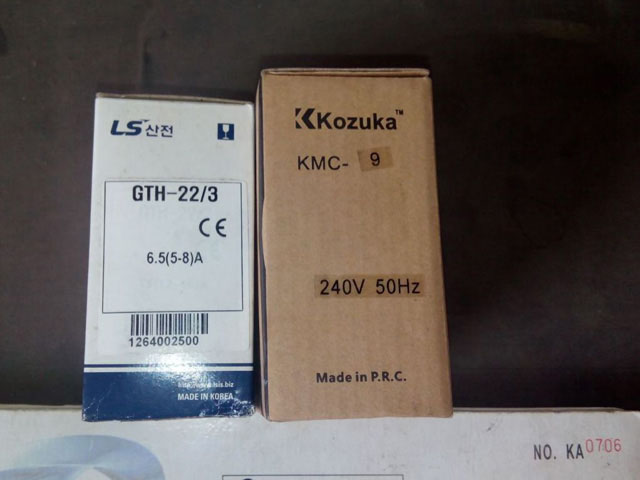 LS산전
GTH-22/3
CE
6.5(5-8)A
1264002500
MADE IN KOREA
Kozuka™
KMC- 9
240V 50Hz
Made in P.R.C.
NO. KA0706